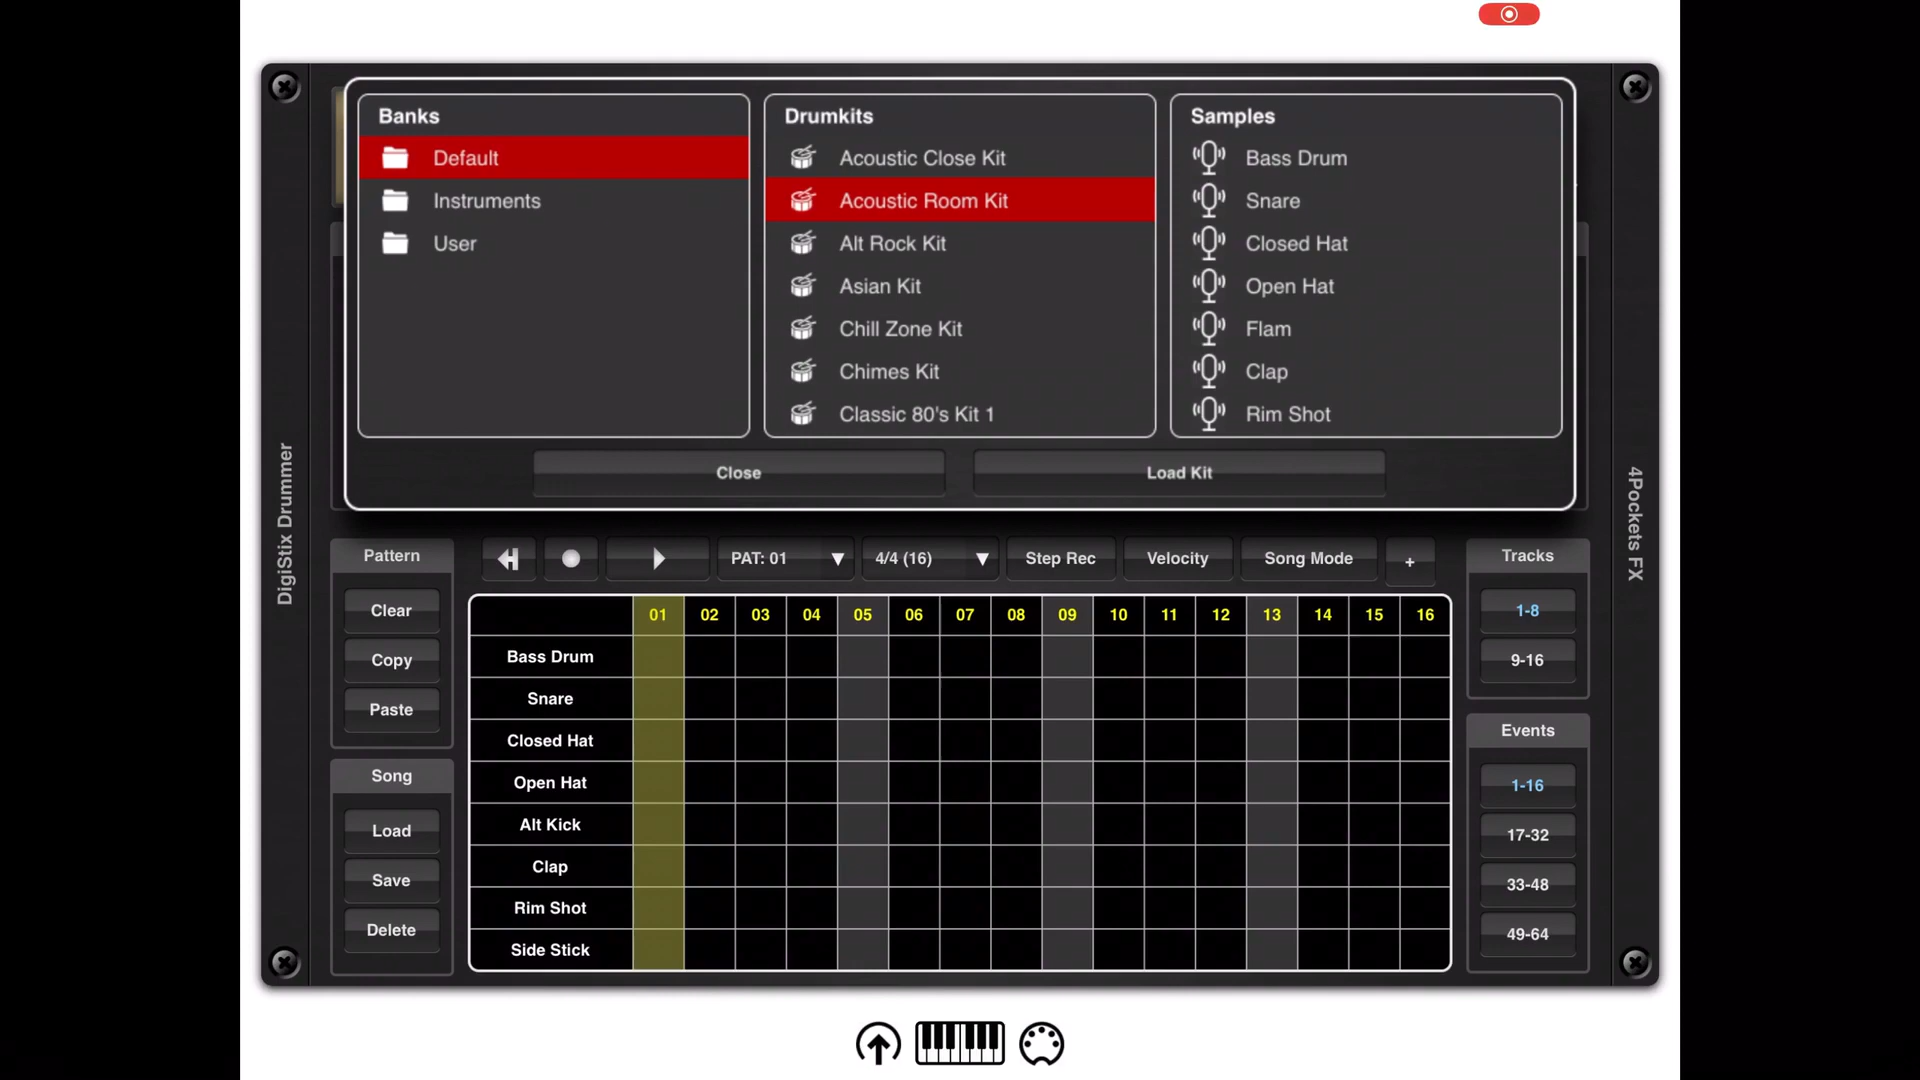 Banks
Default
Instruments
User
Drumkits
Acoustic Close Kit
Acoustic Room Kit
Alt Rock Kit
Asian Kit
Chill Zone Kit
Chimes Kit
Classic 80's Kit 1
Samples
Bass Drum
Snare
Closed Hat
Open Hat
Flam
Clap
Rim Shot
Close
Load Kit
DigiStix Drummer
4Pockets FX
Pattern
Clear
Copy
Paste
Song
Load
Save
Delete
PAT: 01
4/4 (16)
Step Rec
Velocity
Song Mode
+
01 02 03 04 05 06 07 08 09 10 11 12 13 14 15 16
Bass Drum
Snare
Closed Hat
Open Hat
Alt Kick
Clap
Rim Shot
Side Stick
Tracks
1-8
9-16
Events
1-16
17-32
33-48
49-64